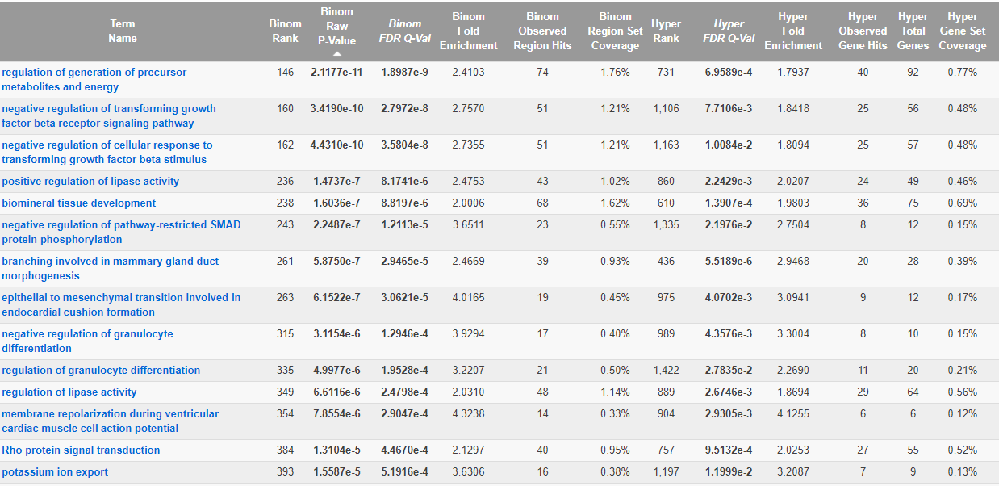 Term Name Binom Rank Binom Raw P-Value Binom FDR Q-Val Binom Fold Enrichment Binom Observed Region Hits Binom Region Set Coverage Hyper Rank Hyper FDR Q-Val Hyper Fold Enrichment Hyper Observed Gene Hits Hyper Total Genes Hyper Gene Set Coverage
regulation of generation of precursor metabolites and energy 146 2.1177e-11 1.8987e-9 2.4103 74 1.76% 731 6.9589e-4 1.7937 40 92 0.77%
negative regulation of transforming growth factor beta receptor signaling pathway 160 3.4190e-10 2.7972e-8 2.7570 51 1.21% 1,106 7.7106e-3 1.8418 25 56 0.48%
negative regulation of cellular response to transforming growth factor beta stimulus 162 4.4310e-10 3.5804e-8 2.7355 51 1.21% 1,163 1.0084e-2 1.8094 25 57 0.48%
positive regulation of lipase activity 236 1.4737e-7 8.1741e-6 2.4753 43 1.02% 860 2.2429e-3 2.0207 24 49 0.46%
biomineral tissue development 238 1.6036e-7 8.8197e-6 2.0006 68 1.62% 610 1.3907e-4 1.9803 36 75 0.69%
negative regulation of pathway-restricted SMAD protein phosphorylation 243 2.2487e-7 1.2113e-5 3.6511 23 0.55% 1,335 2.1976e-2 2.7504 8 12 0.15%
branching involved in mammary gland duct morphogenesis 261 5.8750e-7 2.9465e-5 2.4669 39 0.93% 436 5.5189e-6 2.9468 20 28 0.39%
epithelial to mesenchymal transition involved in endocardial cushion formation 263 6.1522e-7 3.0621e-5 4.0165 19 0.45% 975 4.0702e-3 3.0941 9 12 0.17%
negative regulation of granulocyte differentiation 315 3.1154e-6 1.2946e-4 3.9294 17 0.40% 989 4.3576e-3 3.3004 8 10 0.15%
regulation of granulocyte differentiation 335 4.9977e-6 1.9528e-4 3.2207 21 0.50% 1,422 2.7835e-2 2.2690 11 20 0.21%
regulation of lipase activity 349 6.6116e-6 2.4798e-4 2.0310 48 1.14% 889 2.6746e-3 1.8694 29 64 0.56%
membrane repolarization during ventricular cardiac muscle cell action potential 354 7.8554e-6 2.9047e-4 4.3238 14 0.33% 904 2.9305e-3 4.1255 6 6 0.12%
Rho protein signal transduction 384 1.3104e-5 4.4670e-4 2.1297 40 0.95% 757 9.5132e-4 2.0253 27 55 0.52%
potassium ion export 393 1.5587e-5 5.1916e-4 3.6306 16 0.38% 1,197 1.1999e-2 3.2087 7 9 0.13%